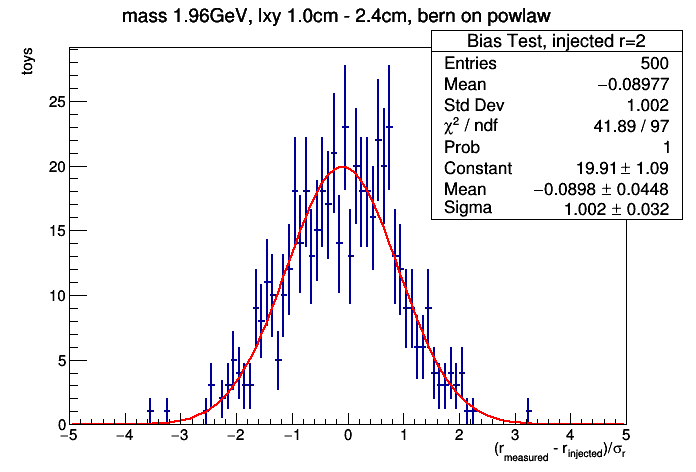 mass 1.96GeV, lxy 1.0cm - 2.4cm, bern on powlaw
toys
Bias Test, injected r=2
Entries 500
Mean −0.08977
Std Dev 1.002
χ² / ndf 41.89 / 97
Prob 1
Constant 19.91 ± 1.09
Mean −0.0898 ± 0.0448
Sigma 1.002 ± 0.032
25
20
15
10
5
0
−5 −4 −3 −2 −1 0 1 2 3 4 5
(r_measured - r_injected)/σ_r